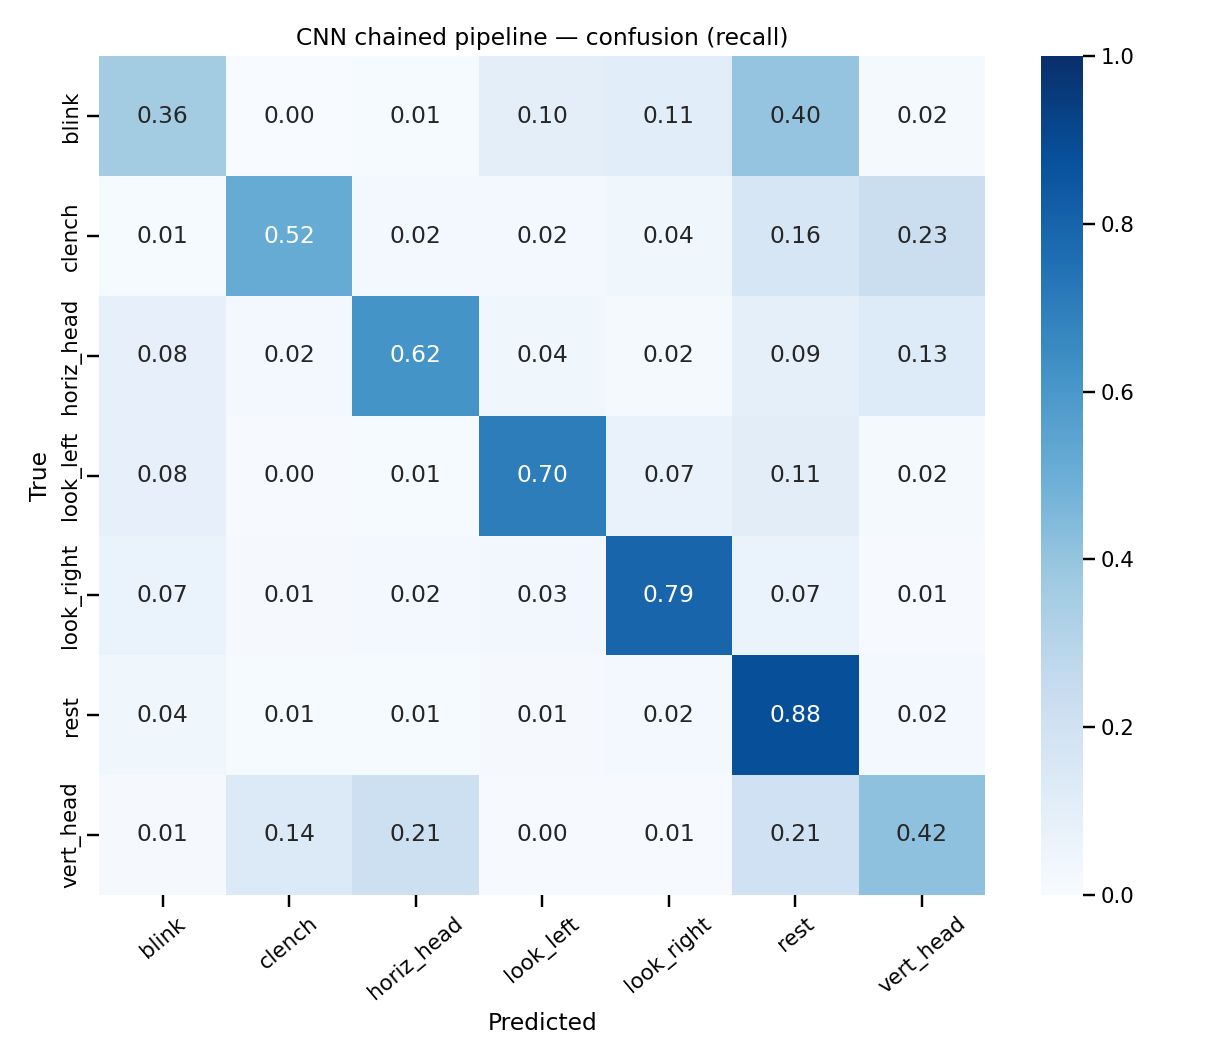 CNN chained pipeline — confusion (recall)
True
blink 0.36 0.00 0.01 0.10 0.11 0.40 0.02
clench 0.01 0.52 0.02 0.02 0.04 0.16 0.23
horiz_head 0.08 0.02 0.62 0.04 0.02 0.09 0.13
look_left 0.08 0.00 0.01 0.70 0.07 0.11 0.02
look_right 0.07 0.01 0.02 0.03 0.79 0.07 0.01
rest 0.04 0.01 0.01 0.01 0.02 0.88 0.02
vert_head 0.01 0.14 0.21 0.00 0.01 0.21 0.42
blink clench horiz_head look_left look_right rest vert_head
Predicted
1.0
0.8
0.6
0.4
0.2
0.0